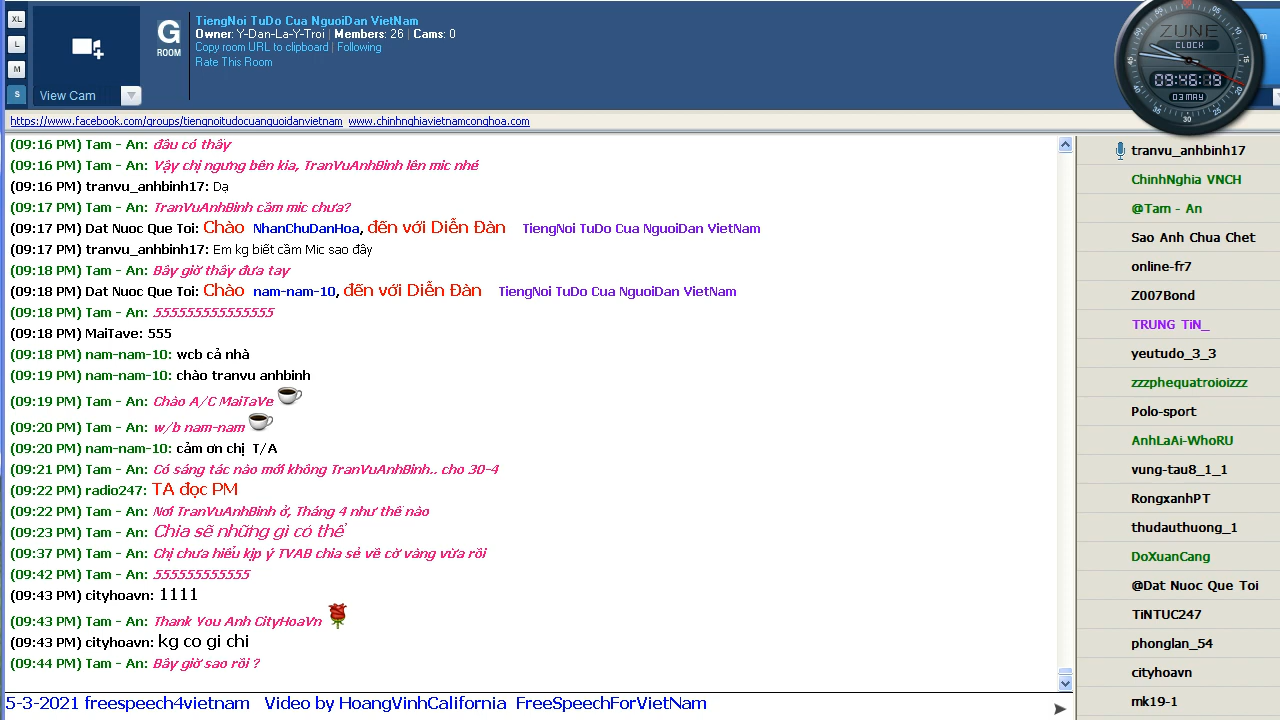 XL
L
M
S
View Cam
G
ROOM
TiengNoi TuDo Cua NguoiDan VietNam
Owner: Y-Dan-La-Y-Troi | Members: 26 | Cams: 0
Copy room URL to clipboard | Following
Rate This Room
ZUNE
CLOCK
09:46:19
03 MAY
https://www.facebook.com/groups/tiengnoitudocuanguoidanvietnam www.chinhnghiavietnamconghoa.com
(09:16 PM) Tam - An: đâu có thấy
(09:16 PM) Tam - An: Vậy chị ngưng bên kia, TranVuAnhBinh lên mic nhé
(09:16 PM) tranvu_anhbinh17: Dạ
(09:17 PM) Tam - An: TranVuAnhBinh cầm mic chưa?
(09:17 PM) Dat Nuoc Que Toi: Chào NhanChuDanHoa, đến với Diễn Đàn TiengNoi TuDo Cua NguoiDan VietNam
(09:17 PM) tranvu_anhbinh17: Em kg biết cầm Mic sao đây
(09:18 PM) Tam - An: Bây giờ thấy đưa tay
(09:18 PM) Dat Nuoc Que Toi: Chào nam-nam-10, đến với Diễn Đàn TiengNoi TuDo Cua NguoiDan VietNam
(09:18 PM) Tam - An: 555555555555555
(09:18 PM) MaiTave: 555
(09:18 PM) nam-nam-10: wcb cả nhà
(09:19 PM) nam-nam-10: chào tranvu anhbinh
(09:19 PM) Tam - An: Chào A/C MaiTaVe
(09:20 PM) Tam - An: w/b nam-nam
(09:20 PM) nam-nam-10: cảm ơn chị T/A
(09:21 PM) Tam - An: Có sáng tác nào mới không TranVuAnhBinh.. cho 30-4
(09:22 PM) radio247: TA đọc PM
(09:22 PM) Tam - An: Nơi TranVuAnhBinh ở, Tháng 4 như thế nào
(09:23 PM) Tam - An: Chia sẽ những gì có thể
(09:37 PM) Tam - An: Chị chưa hiểu kịp ý TVAB chia sẻ về cờ vàng vừa rồi
(09:42 PM) Tam - An: 555555555555
(09:43 PM) cityhoavn: 1111
(09:43 PM) Tam - An: Thank You Anh CityHoaVn
(09:43 PM) cityhoavn: kg co gi chi
(09:44 PM) Tam - An: Bây giờ sao rồi ?
tranvu_anhbinh17
ChinhNghia VNCH
@Tam - An
Sao Anh Chua Chet
online-fr7
Z007Bond
TRUNG TiN_
yeutudo_3_3
zzzphequatroioizzz
Polo-sport
AnhLaAi-WhoRU
vung-tau8_1_1
RongxanhPT
thudauthuong_1
DoXuanCang
@Dat Nuoc Que Toi
TiNTUC247
phonglan_54
cityhoavn
mk19-1
5-3-2021 freespeech4vietnam Video by HoangVinhCalifornia FreeSpeechForVietNam